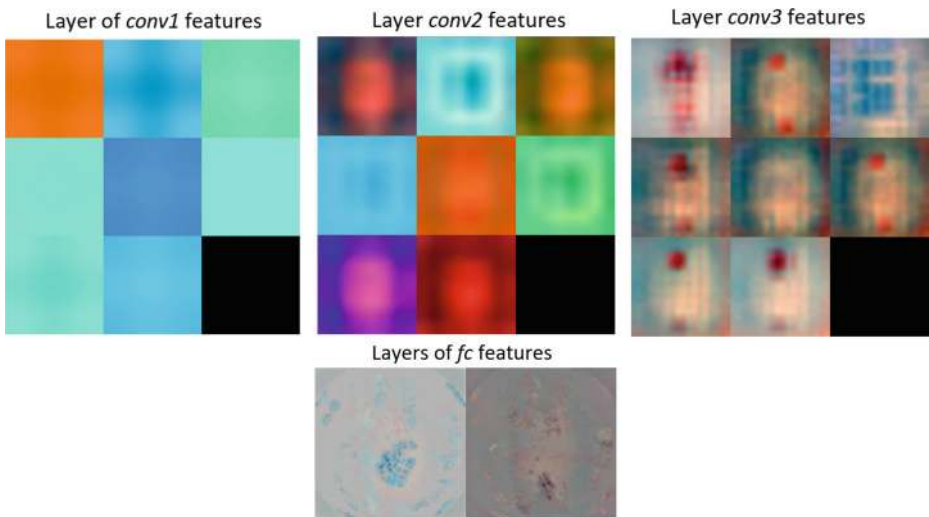 Layer of conv1 features
Layer conv2 features
Layer conv3 features
Layers of fc features